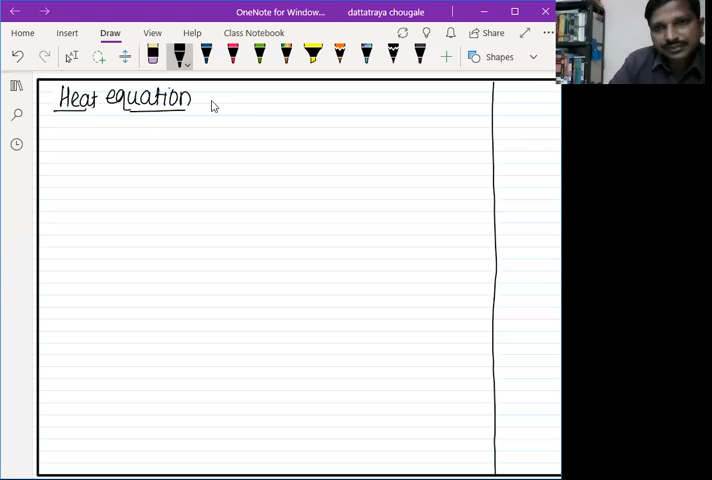 OneNote for Window...
dattatraya chougale
Home Insert Draw View Help Class Notebook Share
Shapes
Heat equation